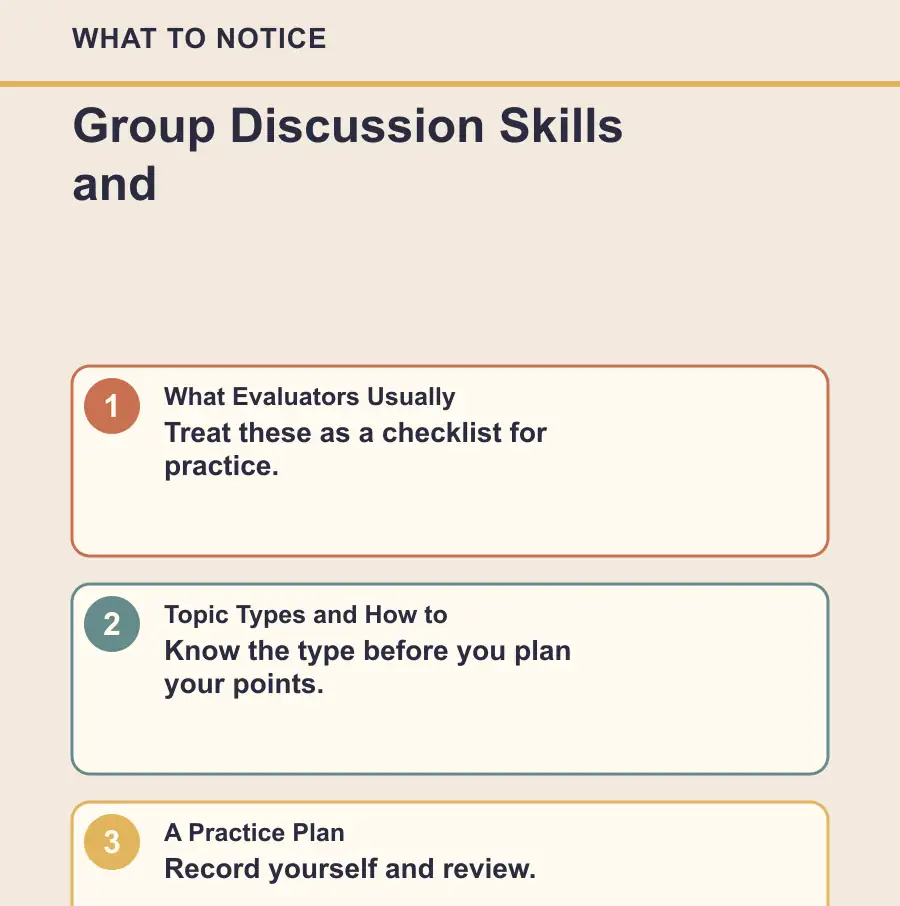 WHAT TO NOTICE
Group Discussion Skills
and
1
What Evaluators Usually
Treat these as a checklist for
practice.
2
Topic Types and How to
Know the type before you plan
your points.
3
A Practice Plan
Record yourself and review.